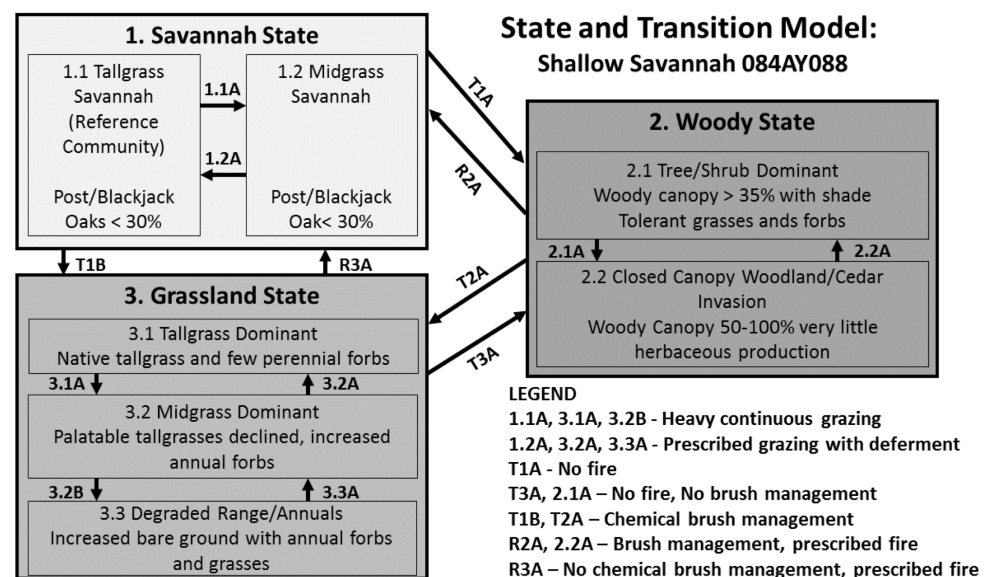 State and Transition Model:
Shallow Savannah 084AY088
1. Savannah State
1.1 Tallgrass
Savannah
(Reference
Community)
Post/Blackjack
Oaks < 30%
1.1A
1.2A
1.2 Midgrass
Savannah
Post/Blackjack
Oak< 30%
T1A
R2A
T1B
R3A
T2A
T3A
2. Woody State
2.1 Tree/Shrub Dominant
Woody canopy > 35% with shade
Tolerant grasses ands forbs
2.1A
2.2A
2.2 Closed Canopy Woodland/Cedar
Invasion
Woody Canopy 50-100% very little
herbaceous production
3. Grassland State
3.1 Tallgrass Dominant
Native tallgrass and few perennial forbs
3.1A
3.2A
3.2 Midgrass Dominant
Palatable tallgrasses declined, increased
annual forbs
3.2B
3.3A
3.3 Degraded Range/Annuals
Increased bare ground with annual forbs
and grasses
LEGEND
1.1A, 3.1A, 3.2B - Heavy continuous grazing
1.2A, 3.2A, 3.3A - Prescribed grazing with deferment
T1A - No fire
T3A, 2.1A – No fire, No brush management
T1B, T2A – Chemical brush management
R2A, 2.2A – Brush management, prescribed fire
R3A – No chemical brush management, prescribed fire